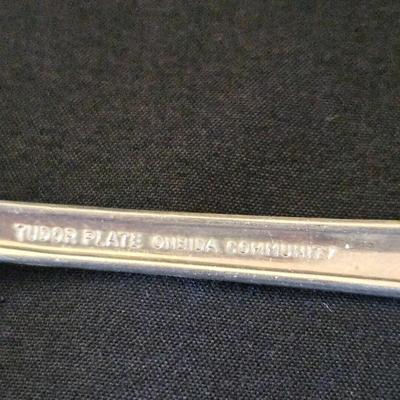 TUDOR PLATE ONEIDA COMMUNITY